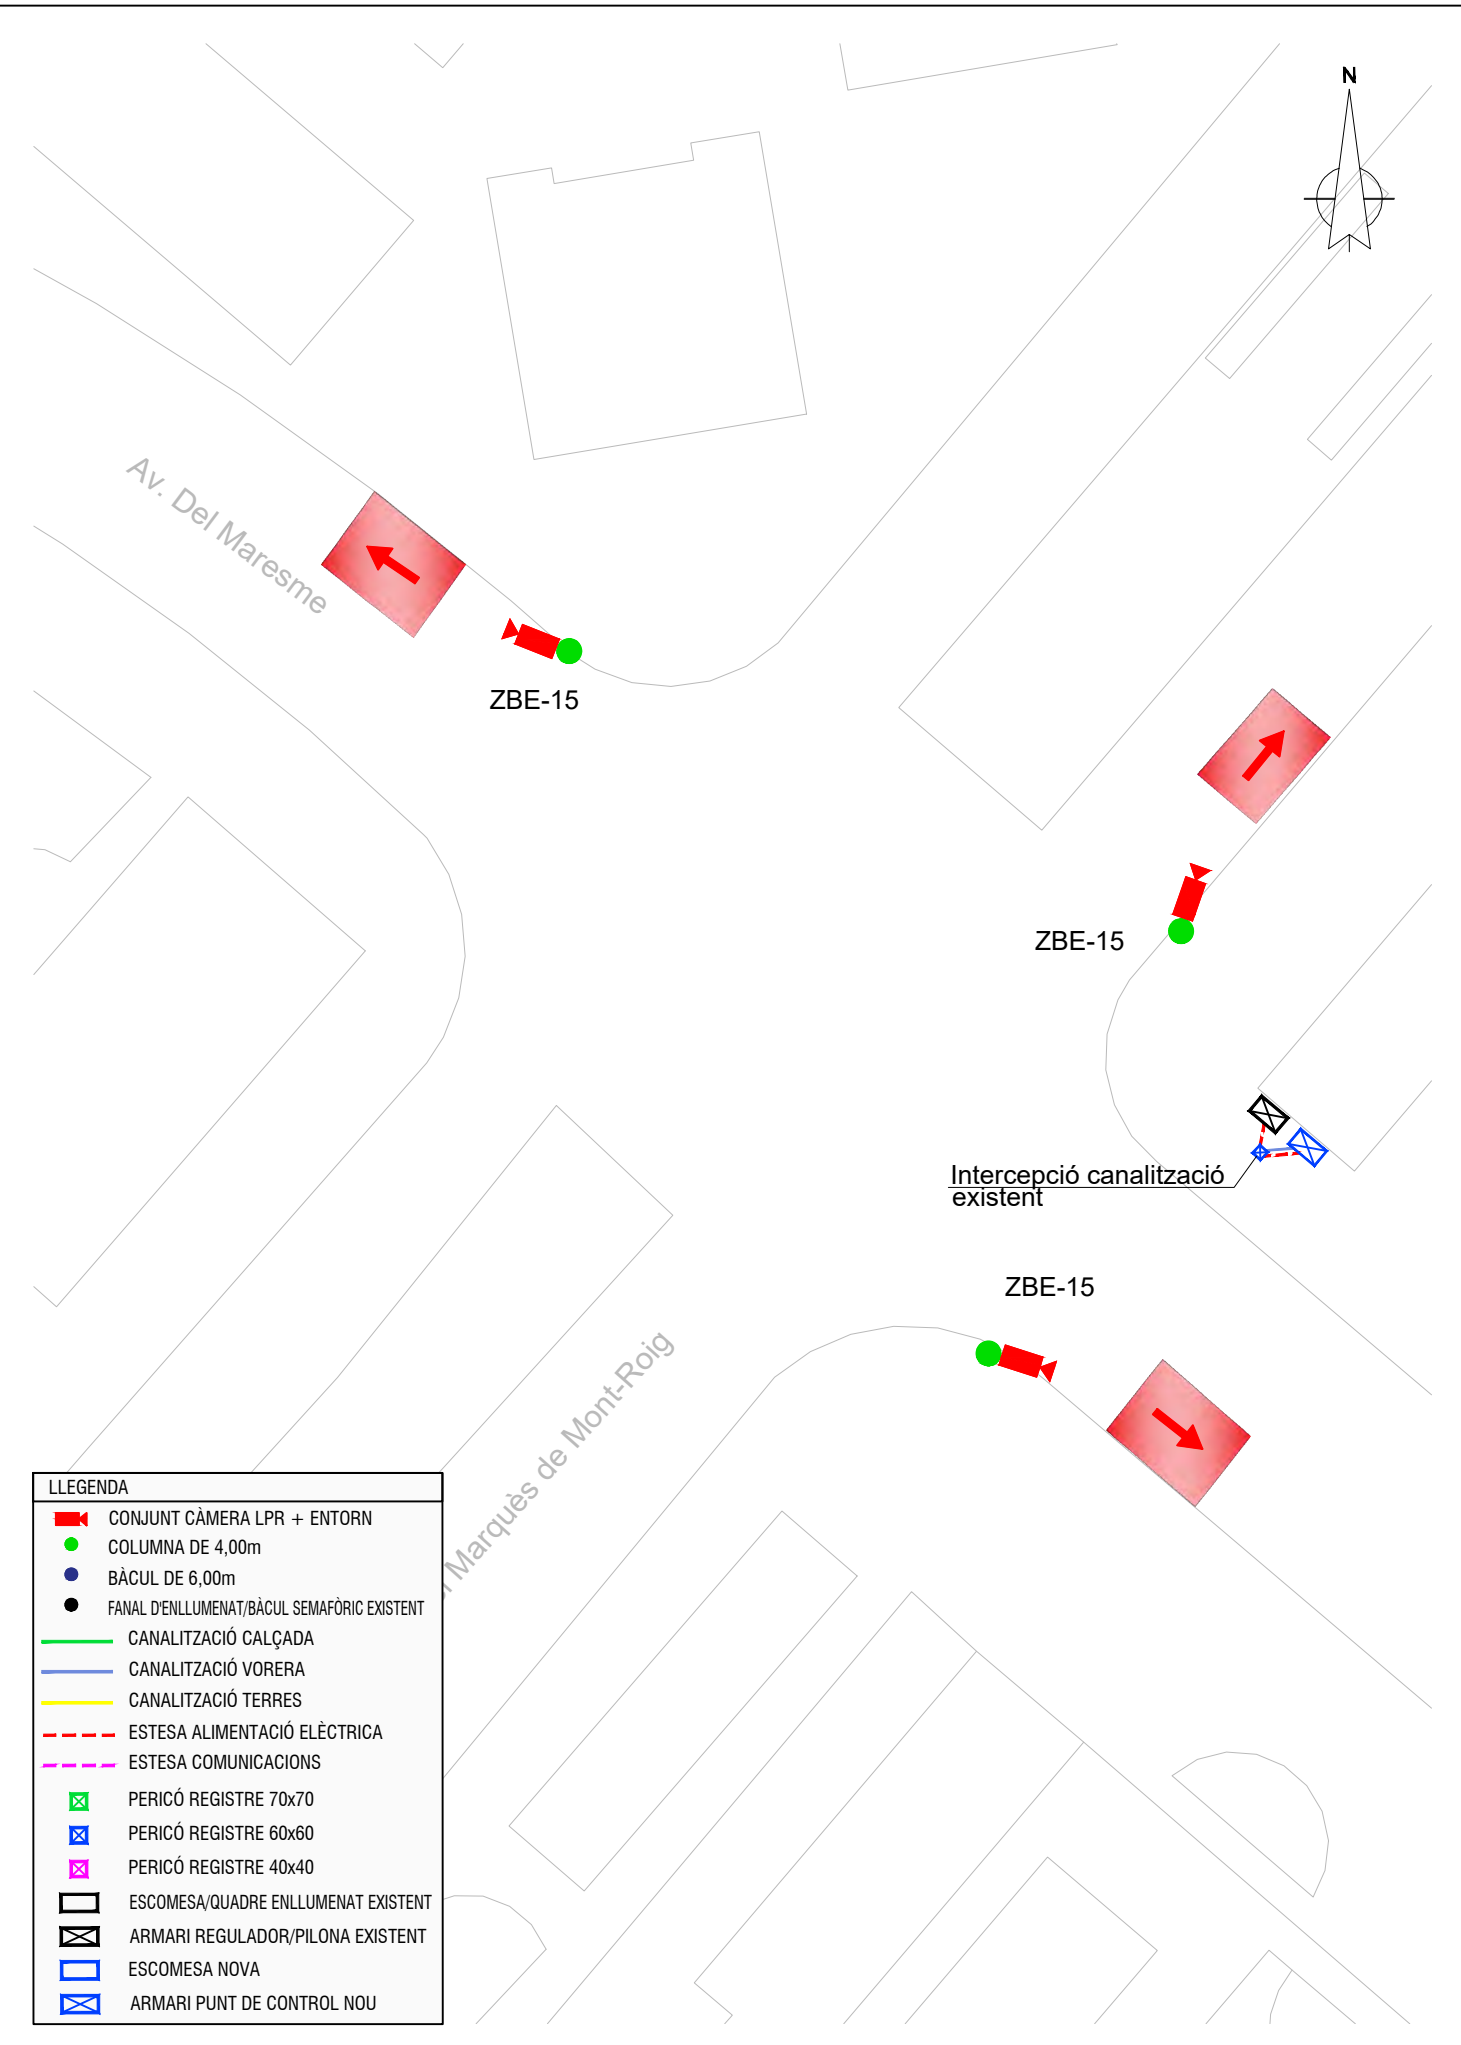 N
Av. Del Maresme
ZBE-15
ZBE-15
Intercepció canalització
existent
ZBE-15
Marquès de Mont-Roig
LLEGENDA
CONJUNT CÀMERA LPR + ENTORN
COLUMNA DE 4,00m
BÀCUL DE 6,00m
FANAL D'ENLLUMENAT/BÀCUL SEMAFÒRIC EXISTENT
CANALITZACIÓ CALÇADA
CANALITZACIÓ VORERA
CANALITZACIÓ TERRES
ESTESA ALIMENTACIÓ ELÈCTRICA
ESTESA COMUNICACIONS
PERICÓ REGISTRE 70x70
PERICÓ REGISTRE 60x60
PERICÓ REGISTRE 40x40
ESCOMESA/QUADRE ENLLUMENAT EXISTENT
ARMARI REGULADOR/PILONA EXISTENT
ESCOMESA NOVA
ARMARI PUNT DE CONTROL NOU